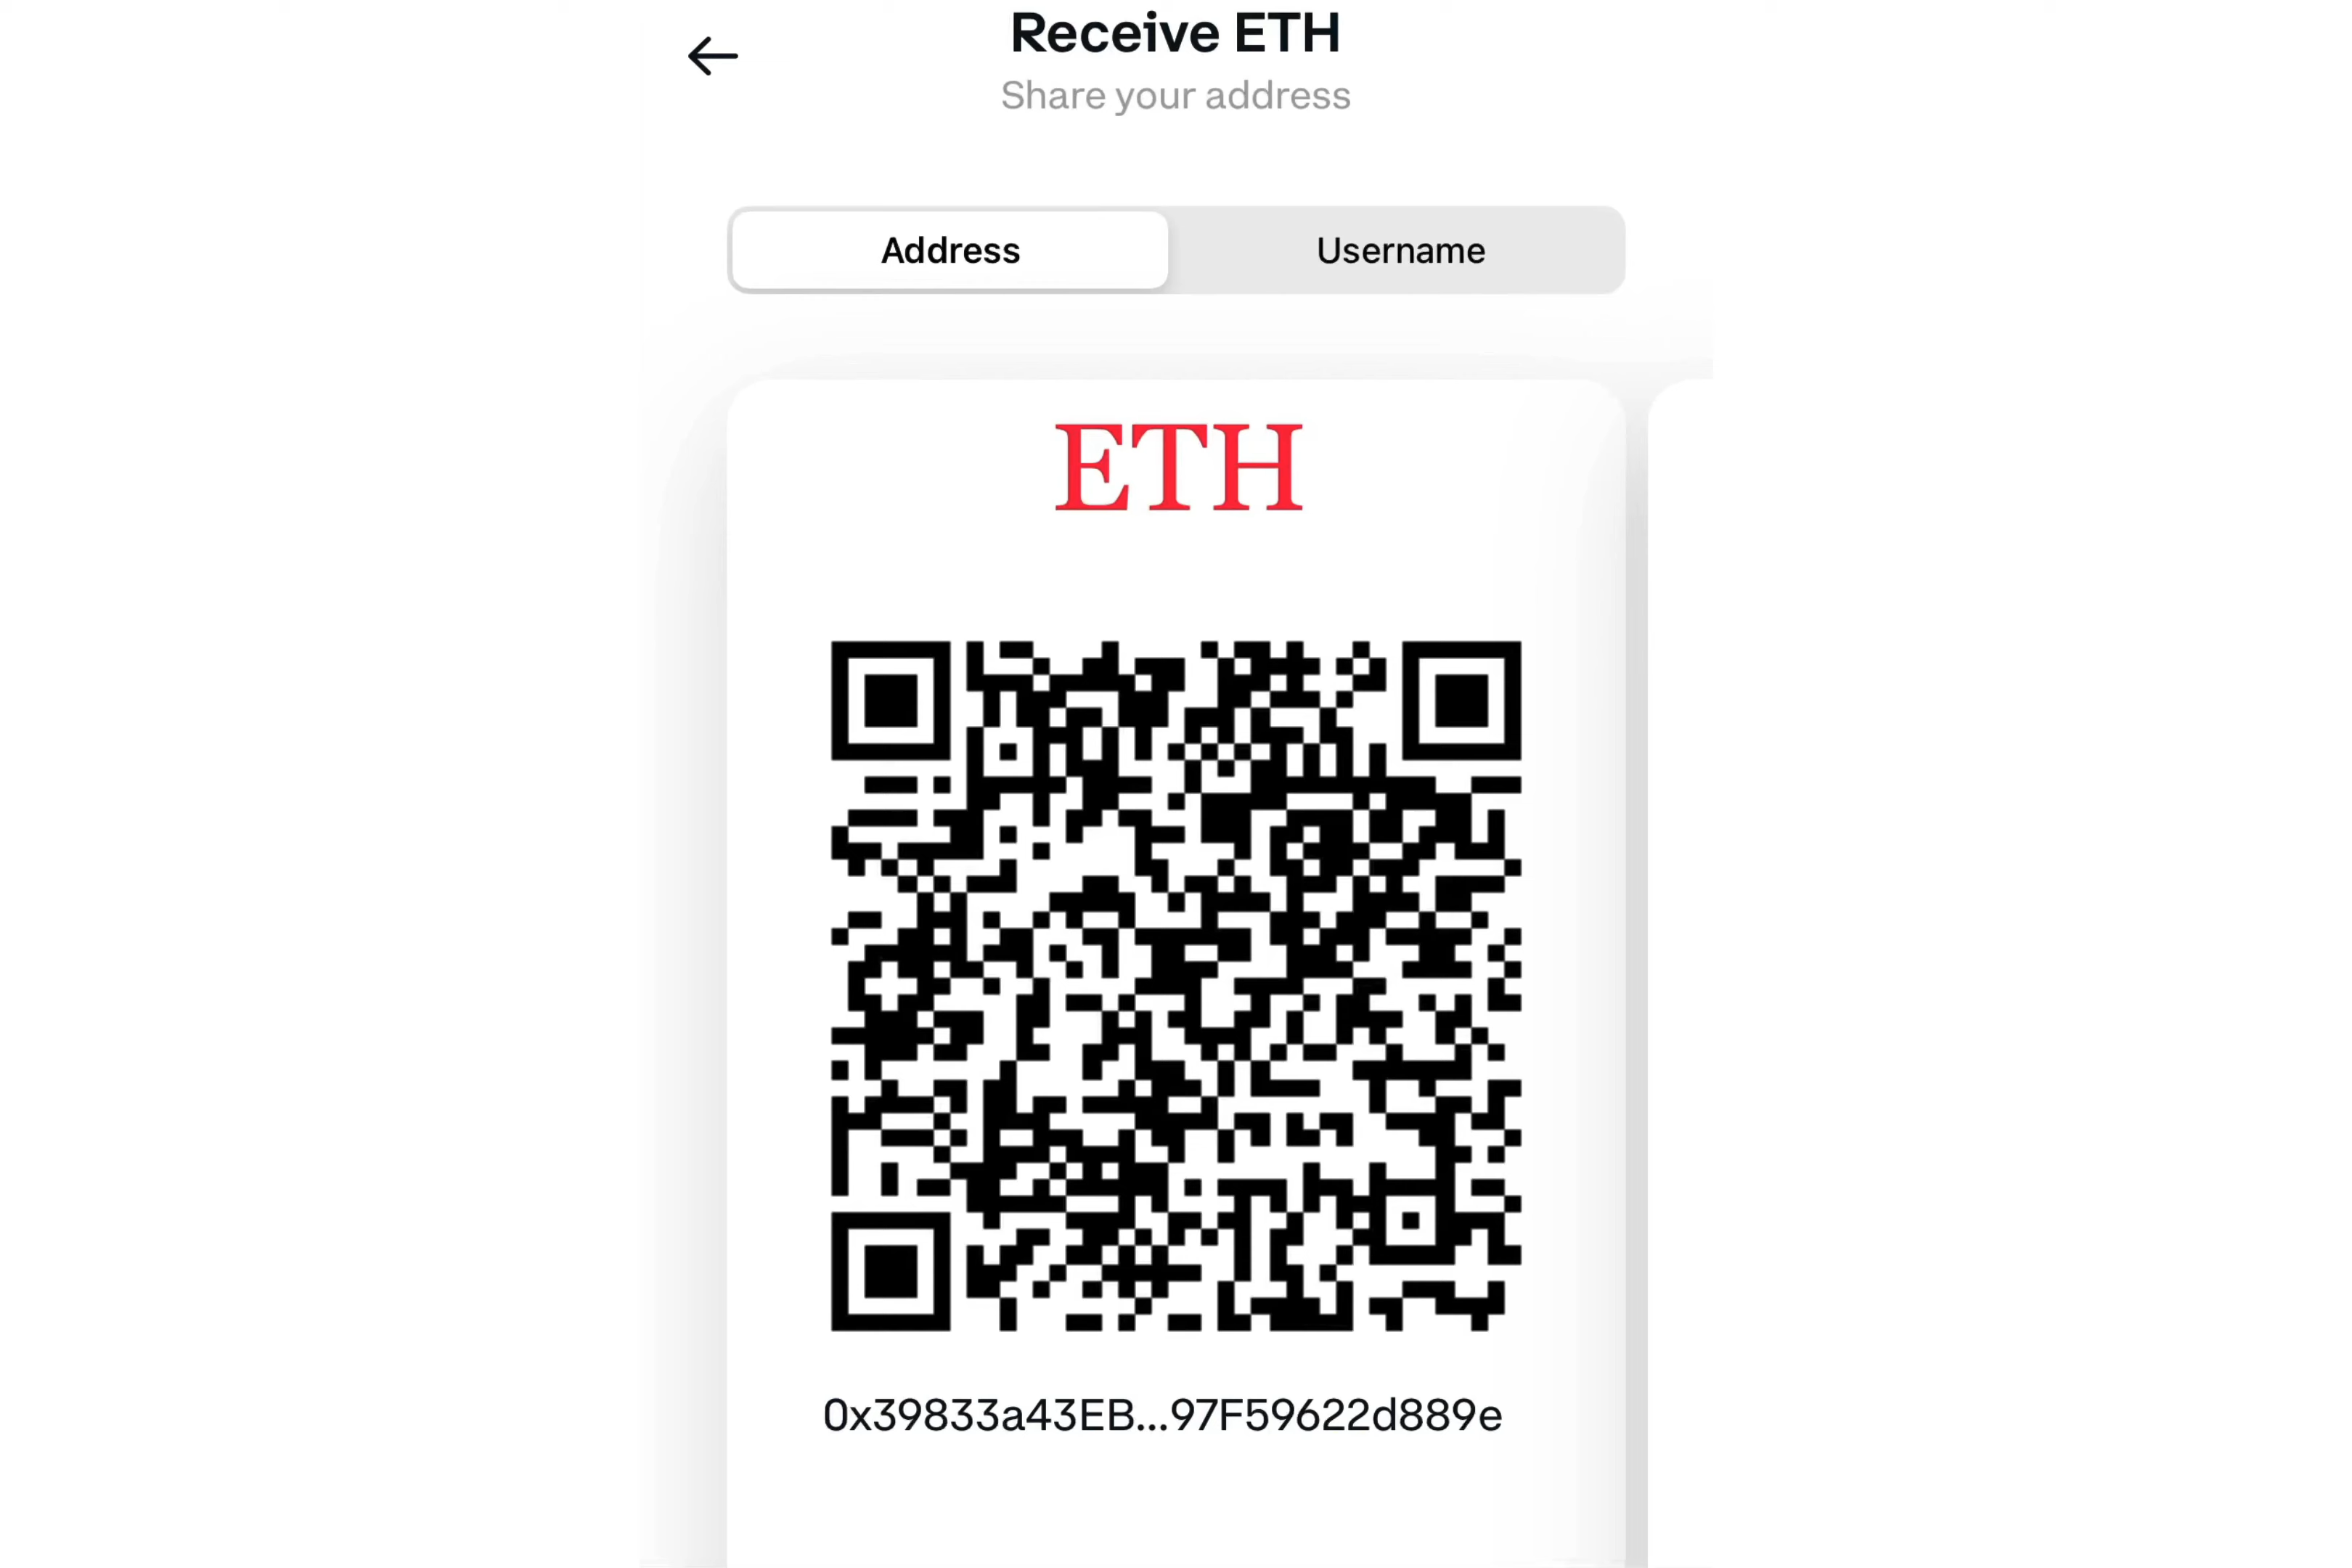 Receive ETH
Share your address
Address
Username
ETH
0x39833a43EB...97F59622d889e